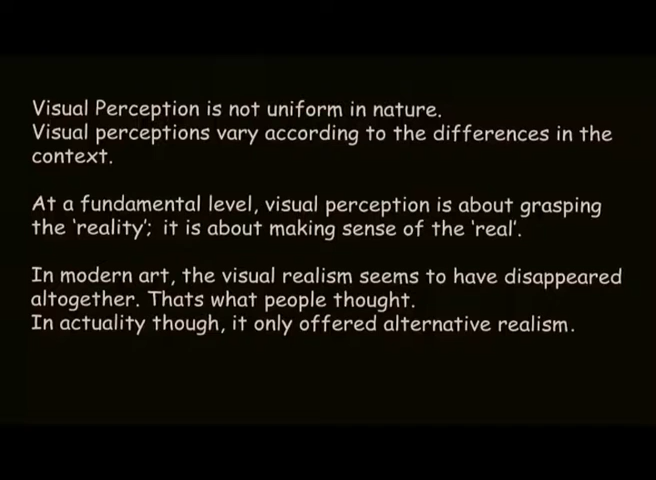 Visual Perception is not uniform in nature.
Visual perceptions vary according to the differences in the
context.
At a fundamental level, visual perception is about grasping
the ‘reality’; it is about making sense of the ‘real’.
In modern art, the visual realism seems to have disappeared
altogether. Thats what people thought.
In actuality though, it only offered alternative realism.